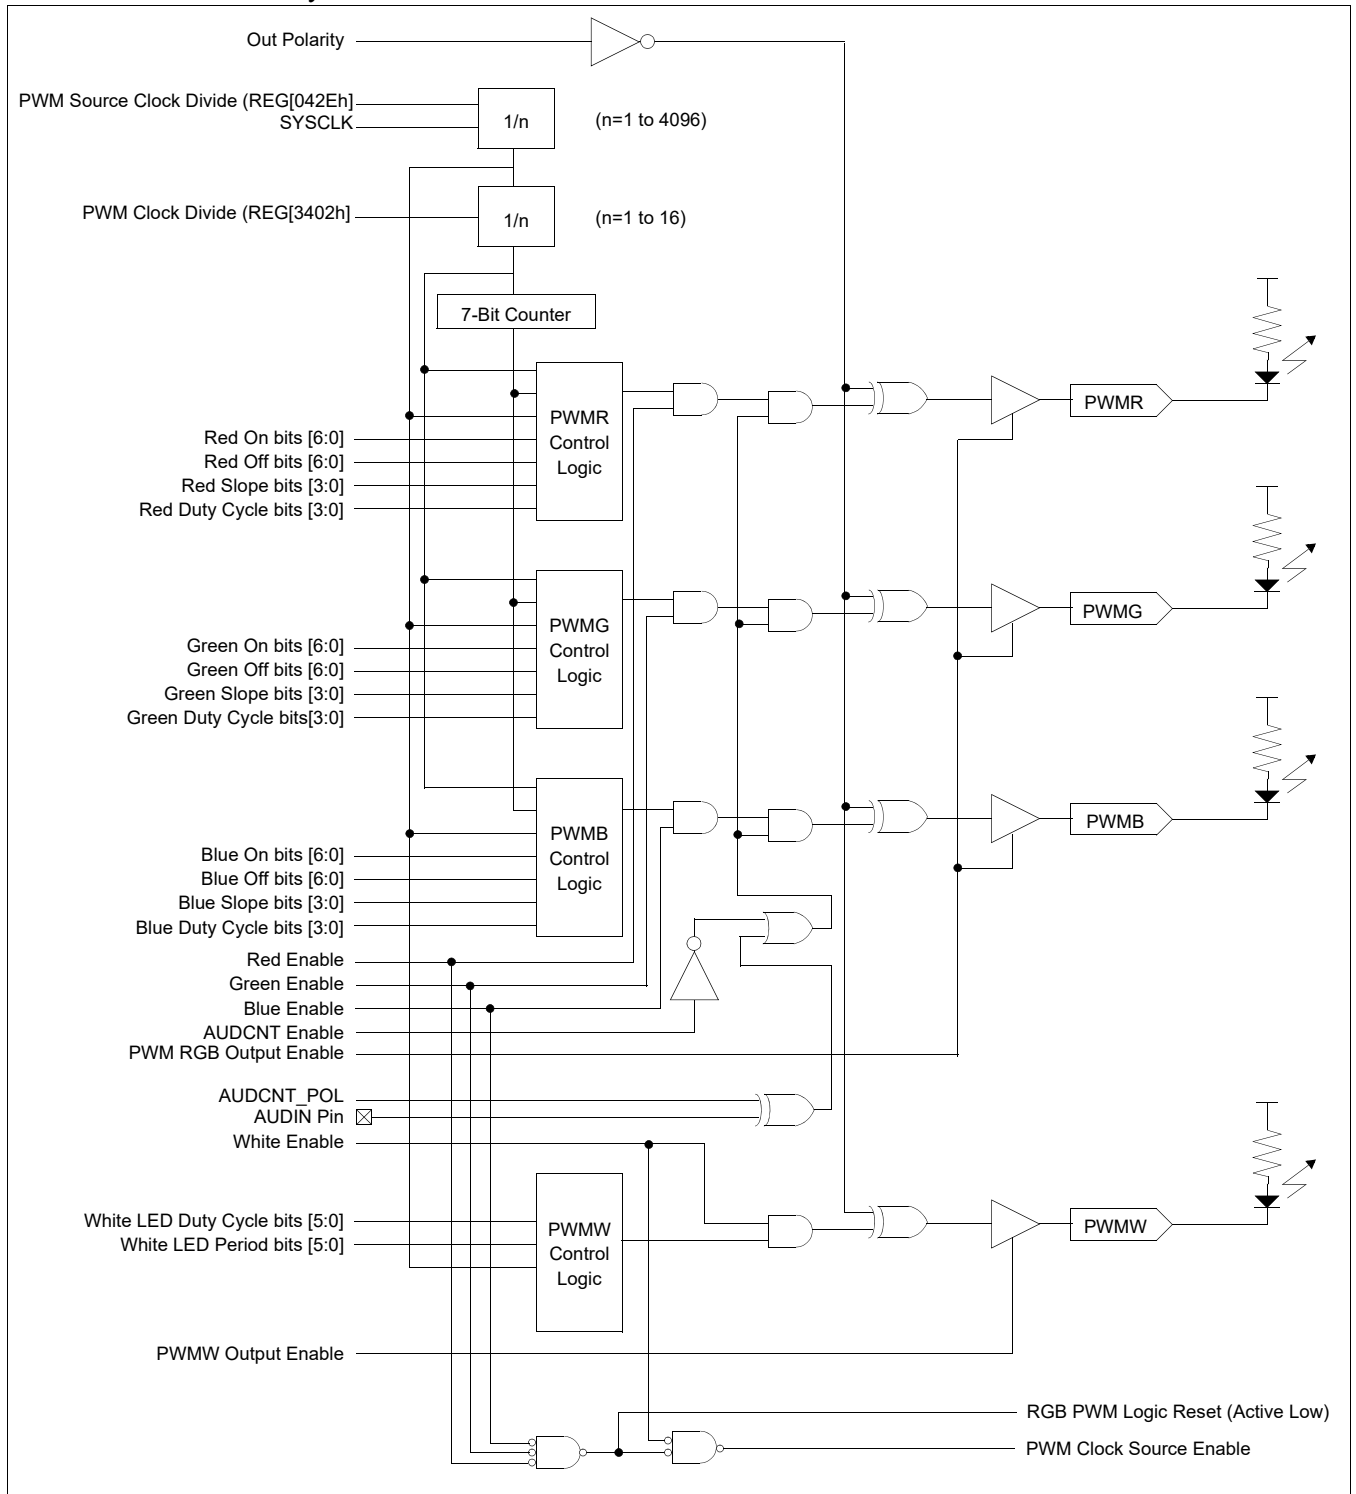 Out Polarity
PWM Source Clock Divide (REG[042Eh]
SYSCLK
1/n
(n=1 to 4096)
PWM Clock Divide (REG[3402h]
1/n
(n=1 to 16)
7-Bit Counter
PWMR
Control
Logic
Red On bits [6:0]
Red Off bits [6:0]
Red Slope bits [3:0]
Red Duty Cycle bits [3:0]
PWMR
PWMG
Control
Logic
Green On bits [6:0]
Green Off bits [6:0]
Green Slope bits [3:0]
Green Duty Cycle bits[3:0]
PWMG
PWMB
Control
Logic
Blue On bits [6:0]
Blue Off bits [6:0]
Blue Slope bits [3:0]
Blue Duty Cycle bits [3:0]
PWMB
Red Enable
Green Enable
Blue Enable
AUDCNT Enable
PWM RGB Output Enable
AUDCNT_POL
AUDIN Pin
White Enable
White LED Duty Cycle bits [5:0]
White LED Period bits [5:0]
PWMW
Control
Logic
PWMW
PWMW Output Enable
RGB PWM Logic Reset (Active Low)
PWM Clock Source Enable